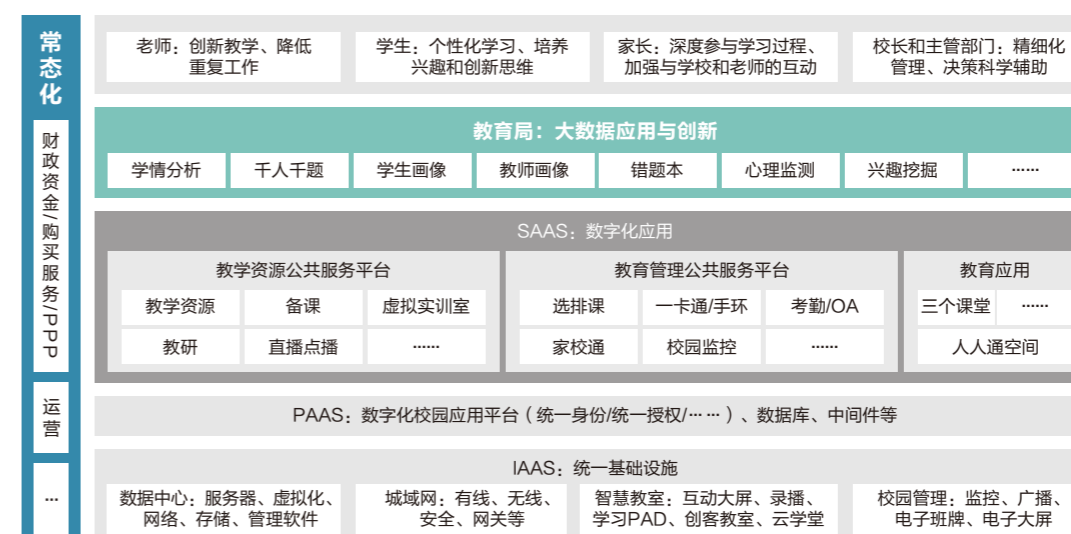 常态化
财政资金/购买服务/PPP
运营
…
老师：创新教学、降低
重复工作
学生：个性化学习、培养
兴趣和创新思维
家长：深度参与学习过程、
加强与学校和老师的互动
校长和主管部门：精细化
管理、决策科学辅助
教育局：大数据应用与创新
学情分析
千人千题
学生画像
教师画像
错题本
心理监测
兴趣挖掘
……
SAAS：数字化应用
教学资源公共服务平台
教学资源
备课
虚拟实训室
教研
直播点播
……
教育管理公共服务平台
选排课
一卡通/手环
考勤/OA
家校通
校园监控
……
教育应用
三个课堂
……
人人通空间
PAAS：数字化校园应用平台（统一身份/统一授权/……）、数据库、中间件等
IAAS：统一基础设施
数据中心：服务器、虚拟化、
网络、存储、管理软件
城域网：有线、无线、
安全、网关等
智慧教室：互动大屏、录播、
学习PAD、创客教室、云学堂
校园管理：监控、广播、
电子班牌、电子大屏